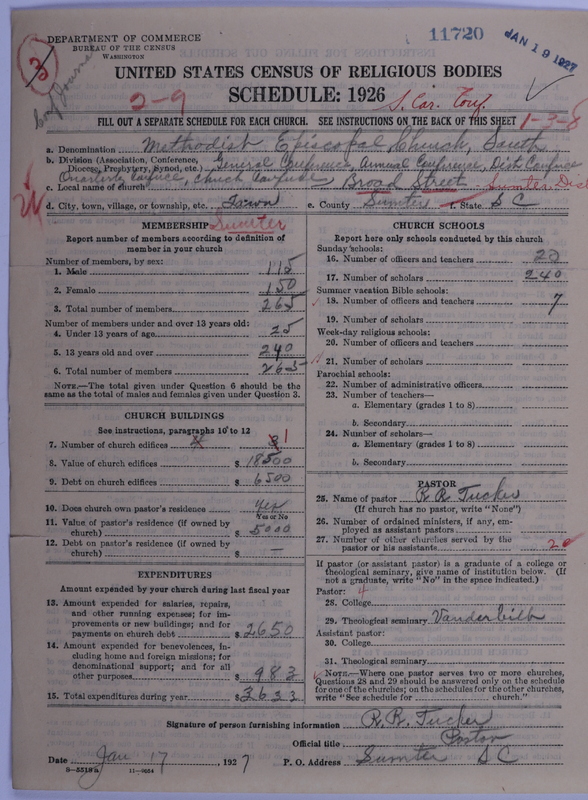 DEPARTMENT OF COMMERCE
BUREAU OF THE CENSUS
WASHINGTON
11720
JAN 19 1927
UNITED STATES CENSUS OF RELIGIOUS BODIES
SCHEDULE: 1926
2-9
S. Car. Conf.
FILL OUT A SEPARATE SCHEDULE FOR EACH CHURCH. SEE INSTRUCTIONS ON THE BACK OF THIS SHEET
1-3-8
a. Denomination Methodist Episcopal Church, South
b. Division (Association, Conference, Diocese, Presbytery, Synod, etc.) General Conference, Annual Conference, Dist Conference
Quarterly Conference, Church Conference
c. Local name of church Broad Street Sumter Dist
d. City, town, village, or township, etc. Town e. County Sumter f. State S C
Sumter
MEMBERSHIP
Report number of members according to definition of member in your church
Number of members, by sex:
1. Male 115
2. Female 150
3. Total number of members 265
Number of members under and over 13 years old:
4. Under 13 years of age 25
5. 13 years old and over 240
6. Total number of members 265
NOTE.—The total given under Question 6 should be the same as the total of males and females given under Question 3.
CHURCH BUILDINGS
See instructions, paragraphs 10 to 12
7. Number of church edifices 1
8. Value of church edifices $ 18500
9. Debt on church edifices $ 6500
10. Does church own pastor's residence Yes
Yes or No
11. Value of pastor's residence (if owned by church) $ 5000
12. Debt on pastor's residence (if owned by church) $ —
EXPENDITURES
Amount expended by your church during last fiscal year
13. Amount expended for salaries, repairs, and other running expenses; for improvements or new buildings; and for payments on church debt $ 2650
14. Amount expended for benevolences, including home and foreign missions; for denominational support; and for all other purposes $ 983
15. Total expenditures during year $ 3633
CHURCH SCHOOLS
Report here only schools conducted by this church
Sunday schools:
16. Number of officers and teachers
17. Number of scholars 240
Summer vacation Bible schools:
18. Number of officers and teachers 7
19. Number of scholars
Week-day religious schools:
20. Number of officers and teachers
21. Number of scholars
Parochial schools:
22. Number of administrative officers
23. Number of teachers—
a. Elementary (grades 1 to 8)
b. Secondary
24. Number of scholars—
a. Elementary (grades 1 to 8)
b. Secondary
PASTOR
25. Name of pastor R R Tucker
(If church has no pastor, write "None")
26. Number of ordained ministers, if any, employed as assistant pastors
27. Number of other churches served by the pastor or his assistants
If pastor (or assistant pastor) is a graduate of a college or theological seminary, give name of institution below. (If not a graduate, write "No" in the space indicated.)
Pastor:
28. College
29. Theological seminary Vanderbilt
Assistant pastor:
30. College
31. Theological seminary
NOTE.—Where one pastor serves two or more churches, Questions 28 and 29 should be answered only on the schedule for one of the churches; on the schedules for the other churches, write "See schedule for church."
Signature of person furnishing information R. R. Tucker
Official title Pastor
Date Jan 17, 1927 P. O. Address Sumter S C
8-5518a 11-9664